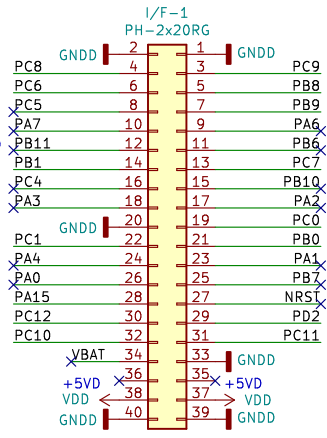 I/F-1
PH-2x20RG
GNDD 2 1 GNDD
PC8 4 3 PC9
PC6 6 5 PB8
PC5 8 7 PB9
PA7 10 9 PA6
PB11 12 11 PB6
PB1 14 13 PC7
PC4 16 15 PB10
PA3 18 17 PA2
GNDD 20 19 PC0
PC1 22 21 PB0
PA4 24 23 PA1
PA0 26 25 PB7
PA15 28 27 NRST
PC12 30 29 PD2
PC10 32 31 PC11
VBAT 34 33 GNDD
+5VD 36 35 +5VD
VDD 38 37 VDD
GNDD 40 39 GNDD